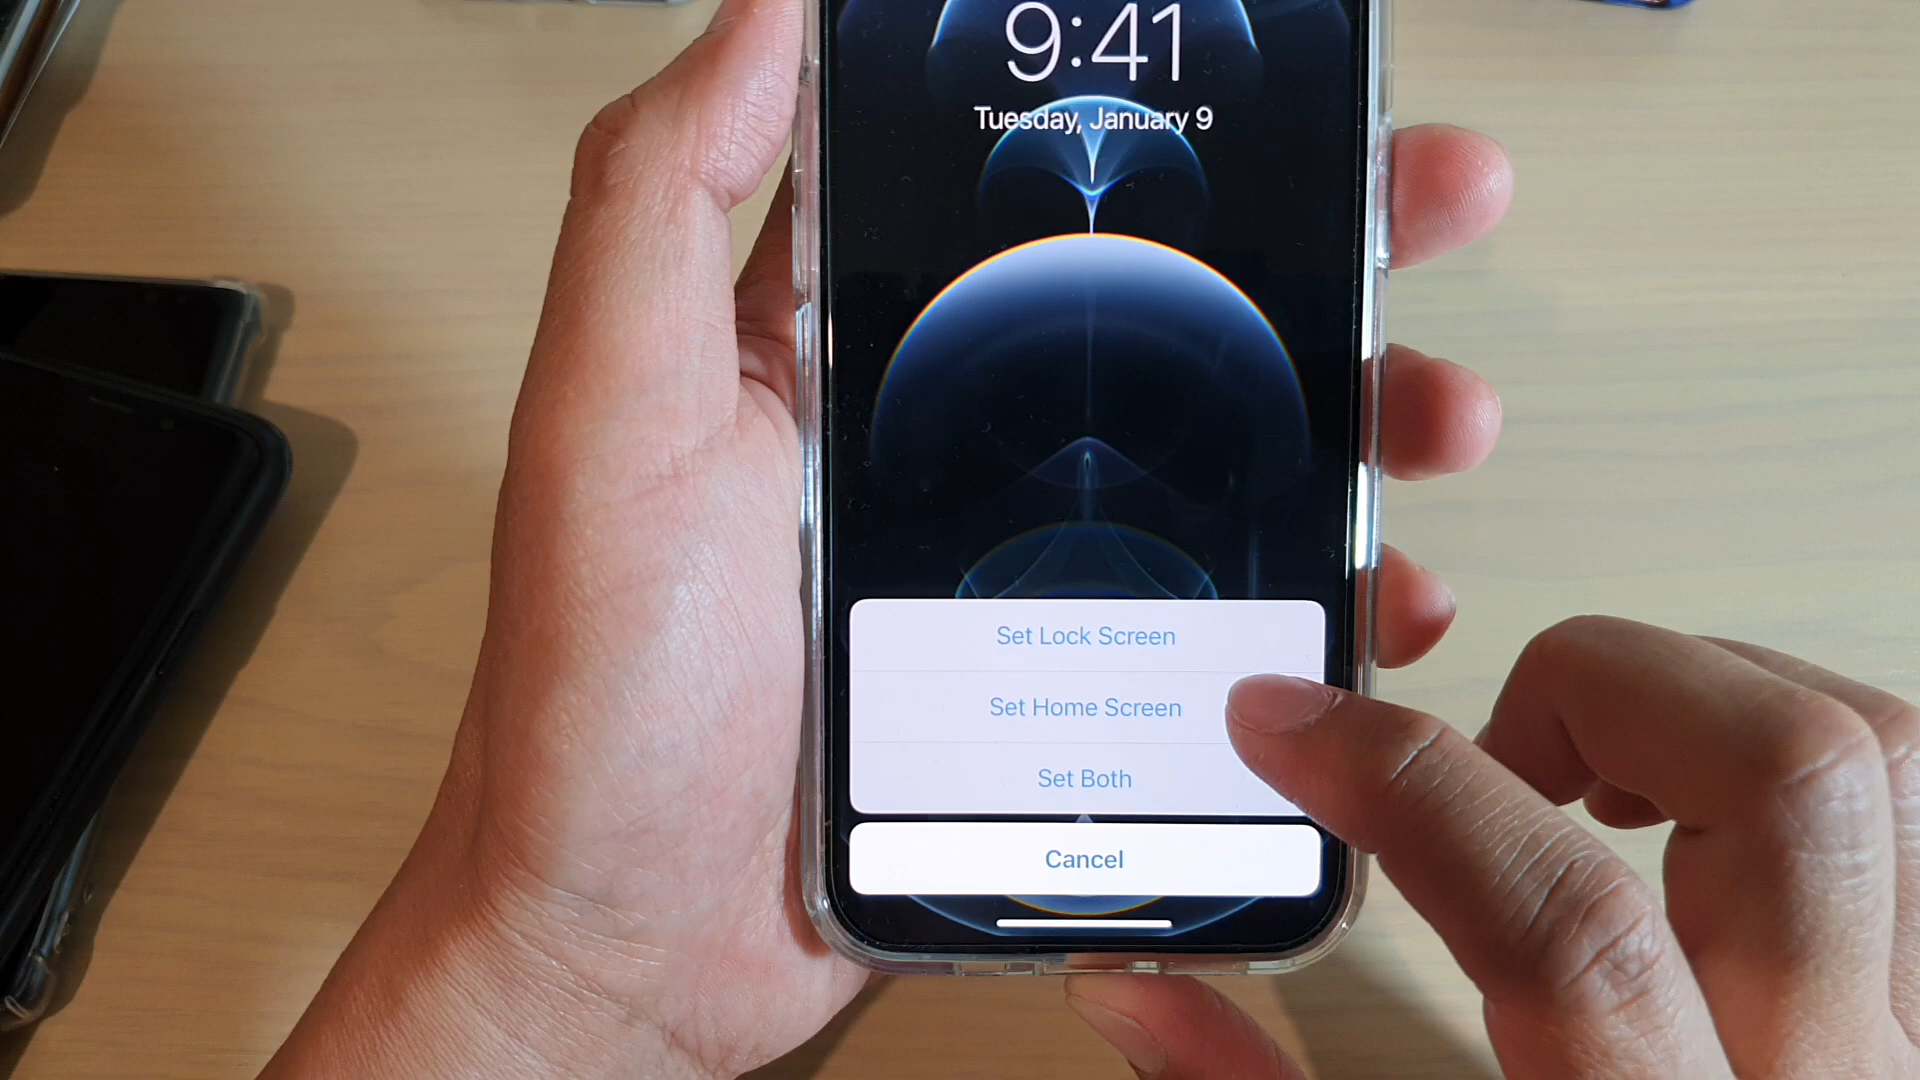 9:41
Tuesday, January 9
Set Lock Screen
Set Home Screen
Set Both
Cancel